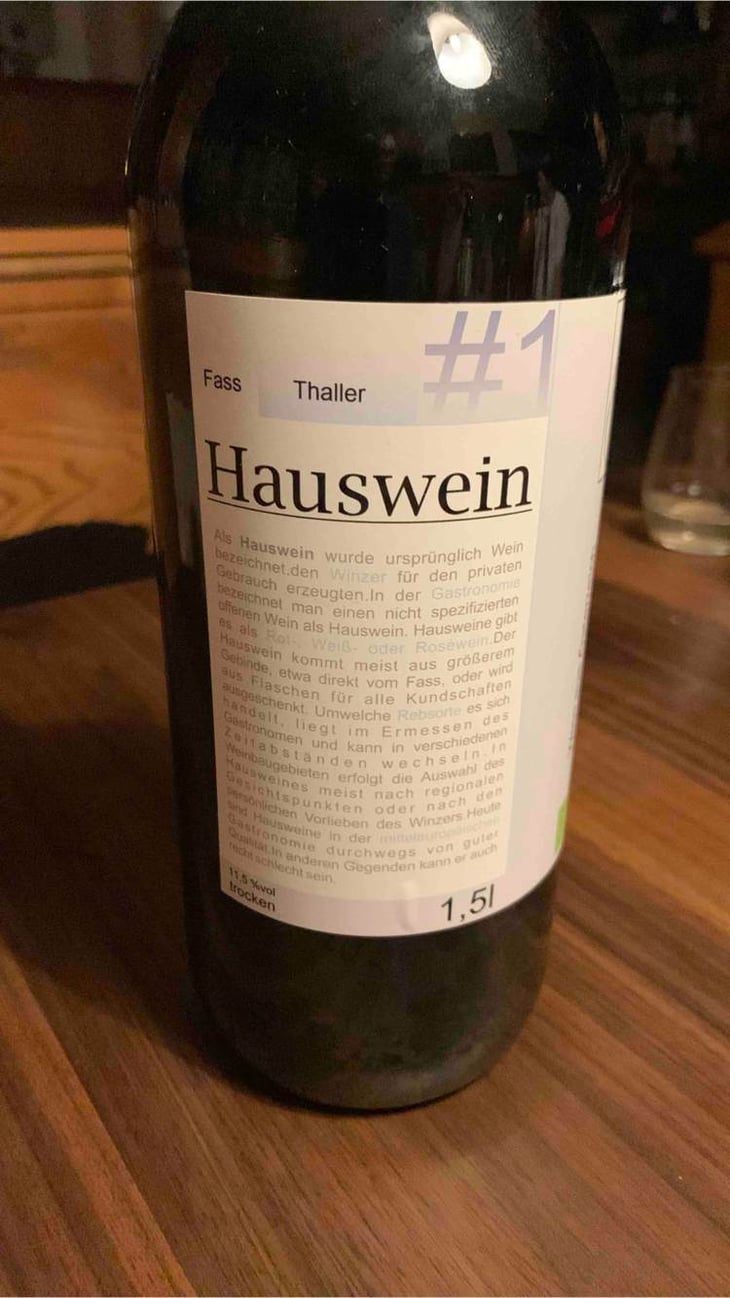 #1
Fass Thaller
Hauswein
Als Hauswein wurde ursprünglich Wein
bezeichnet.den Winzer für den privaten
Gebrauch erzeugten.In der Gastronomie
bezeichnet man einen nicht spezifizierten
offenen Wein als Hauswein. Hausweine gibt
es als Rot-, Weiß- oder Roséwein.Der
Hauswein kommt meist aus größerem
Gebinde, etwa direkt vom Fass, oder wird
aus Flaschen für alle Kundschaften
ausgeschenkt. Umwelche Rebsorte es sich
handelt, liegt im Ermessen des
Gastronomen und kann in verschiedenen
Zeitabständen wechseln.In
Weinbaugebieten erfolgt die Auswahl des
Hausweines meist nach regionalen
Gesichtspunkten oder nach den
persönlichen Vorlieben des Winzers.Heute
sind Hausweine in der mitteleuropäischen
Gastronomie durchwegs von guter
Qualität.In anderen Gegenden kann er auch
recht schlecht sein.
11,5 %vol
trocken
1,5l